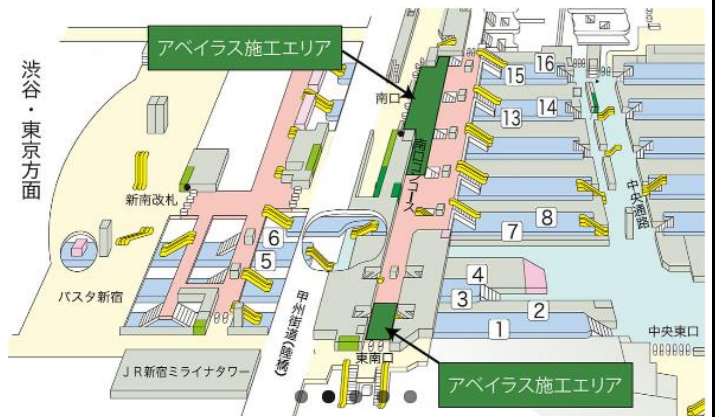 アベイラス施工エリア
渋谷・東京方面
南口
南口コンコース
16
15
14
13
新南改札
中央通路
8
7
6
5
バスタ新宿
4
3
2
1
甲州街道(陸橋)
中央東口
JR新宿ミライナタワー
東南口
アベイラス施工エリア